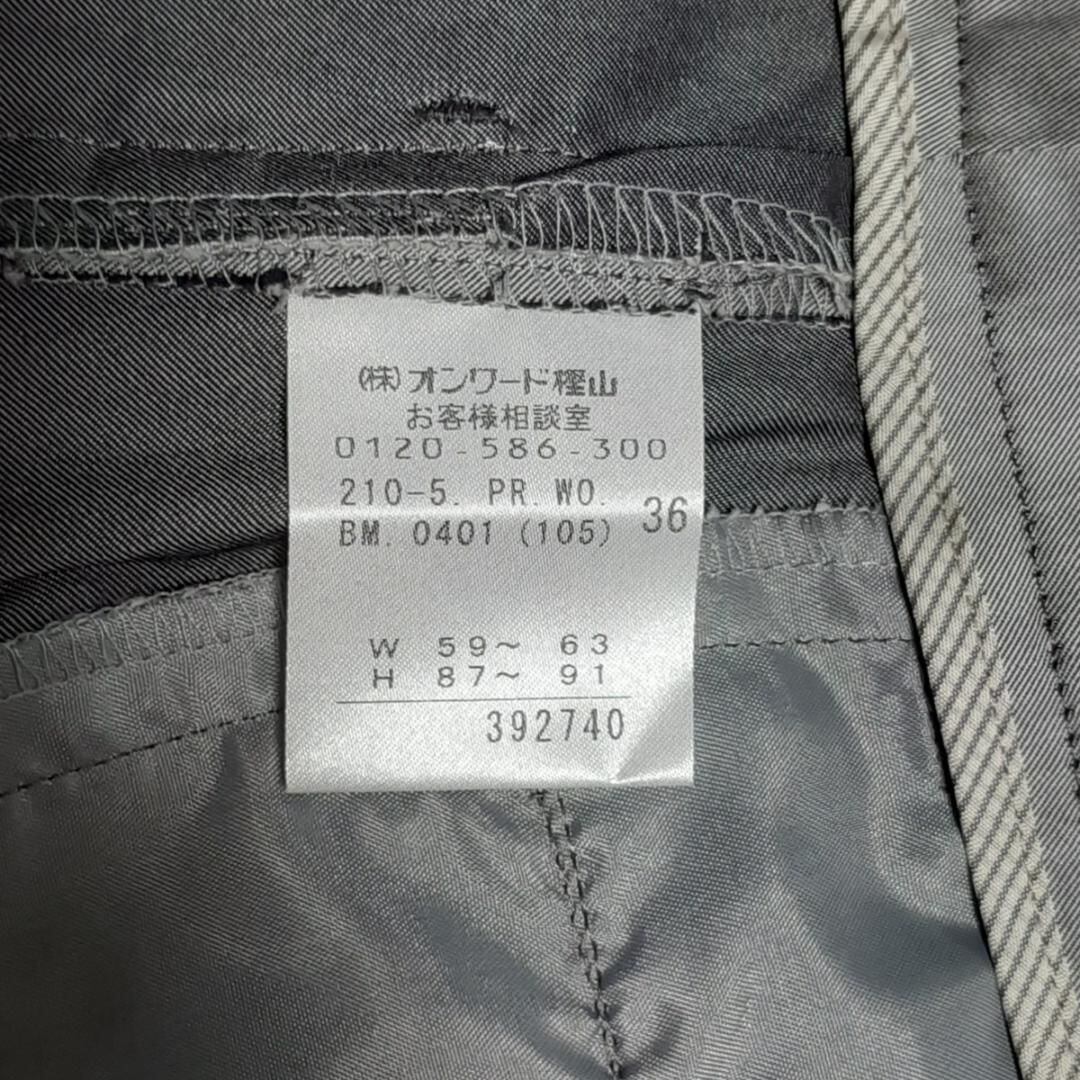 (株)オンワード樫山
お客様相談室
0120-586-300
210-5. PR. WO.
BM. 0401 (105)
36
W 59~ 63
H 87~ 91
392740